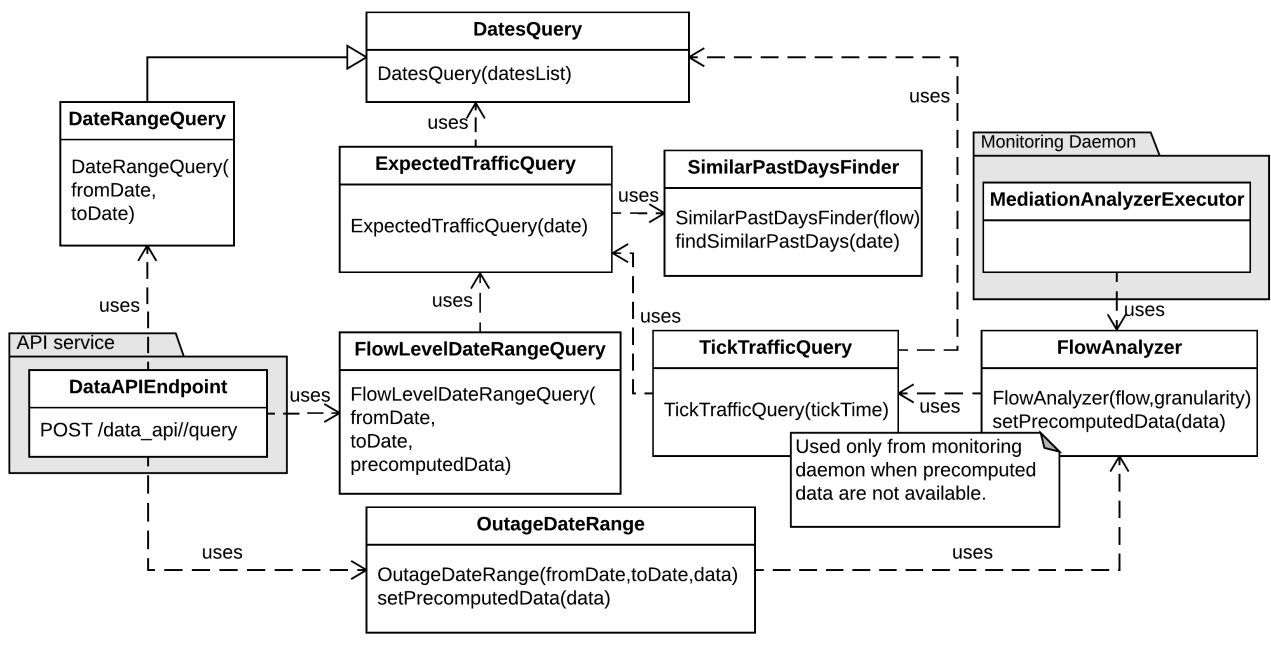 DatesQuery
DatesQuery(datesList)
uses
DateRangeQuery
DateRangeQuery(
fromDate,
toDate)
uses
ExpectedTrafficQuery
ExpectedTrafficQuery(date)
uses
SimilarPastDaysFinder
SimilarPastDaysFinder(flow)
findSimilarPastDays(date)
Monitoring Daemon
MediationAnalyzerExecutor
uses
uses
uses
uses
uses
API service
DataAPIEndpoint
POST /data_api//query
uses
FlowLevelDateRangeQuery
FlowLevelDateRangeQuery(
fromDate,
toDate,
precomputedData)
TickTrafficQuery
TickTrafficQuery(tickTime)
uses
FlowAnalyzer
FlowAnalyzer(flow,granularity)
setPrecomputedData(data)
Used only from monitoring
daemon when precomputed
data are not available.
uses
OutageDateRange
OutageDateRange(fromDate,toDate,data)
setPrecomputedData(data)
uses